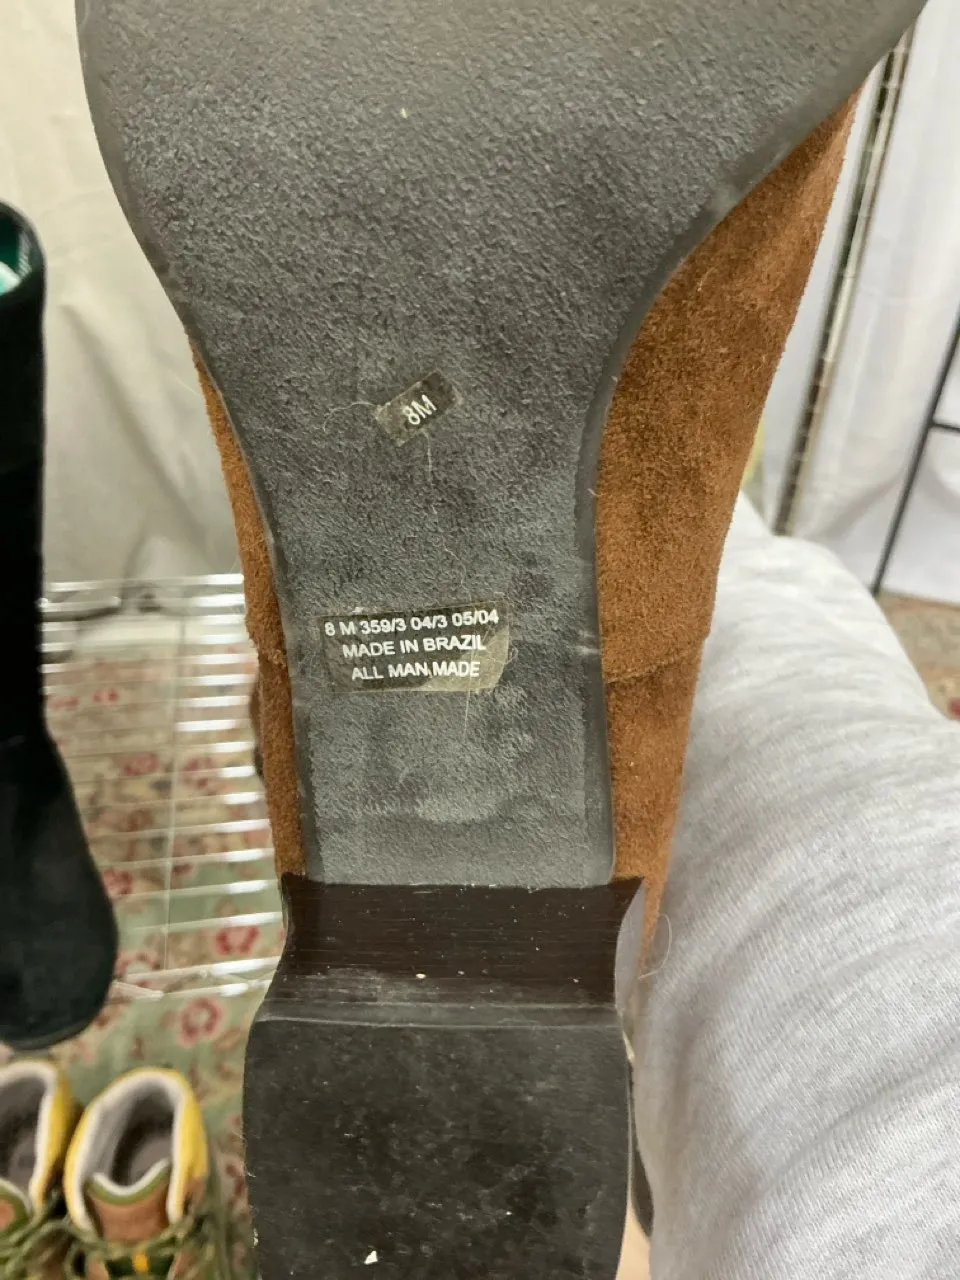 8M
8 M 359/3 04/3 05/04
MADE IN BRAZIL
ALL MAN MADE